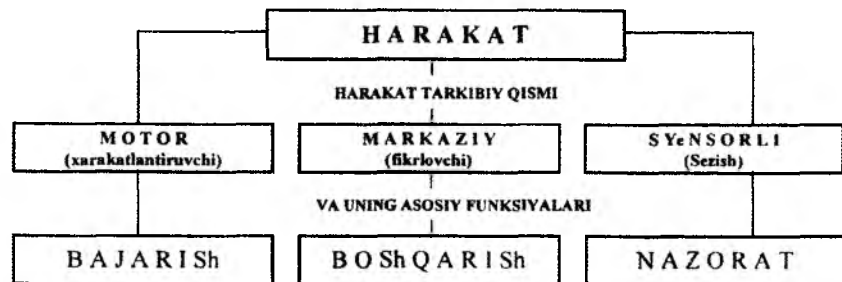 HARAKAT
HARAKAT TARKIBIY QISMI
MOTOR
(xarakatlantiruvchi)
MARKAZIY
(fikrlovchi)
SYeNSORLI
(Sezish)
VA UNING ASOSIY FUNKSIYALARI
BAJARISh
BOShQARISh
NAZORAT